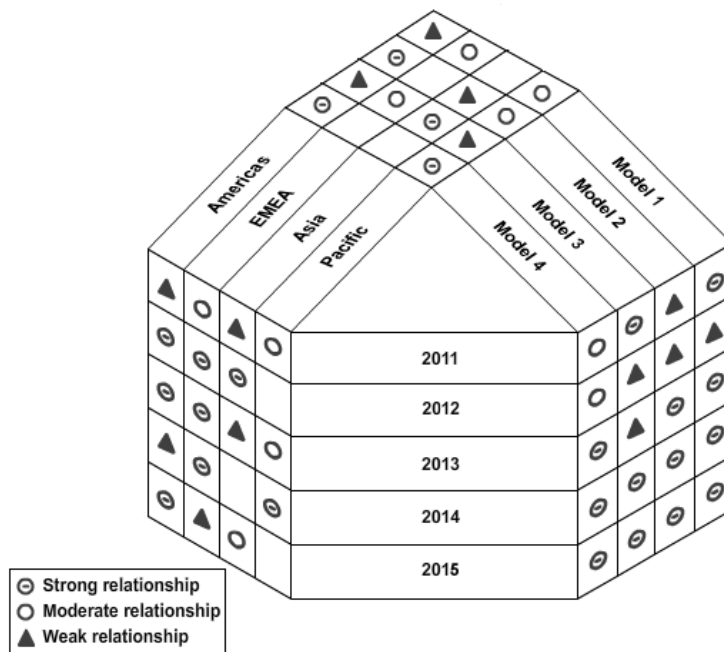 Americas
EMEA
Asia
Pacific
Model 1
Model 2
Model 3
Model 4
2011
2012
2013
2014
2015
Strong relationship
Moderate relationship
Weak relationship